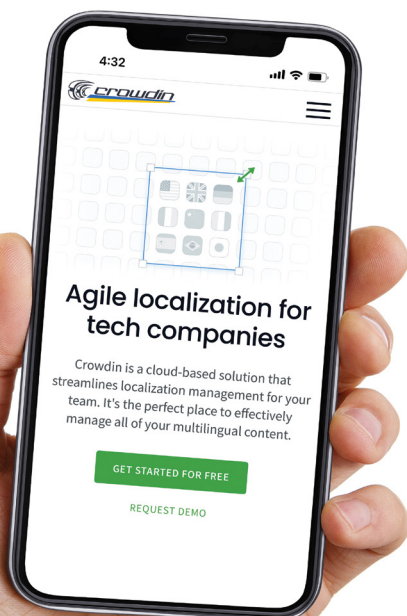 4:32
crowdin
Agile localization for
tech companies
Crowdin is a cloud-based solution that
streamlines localization management for your
team. It's the perfect place to effectively
manage all of your multilingual content.
GET STARTED FOR FREE
REQUEST DEMO